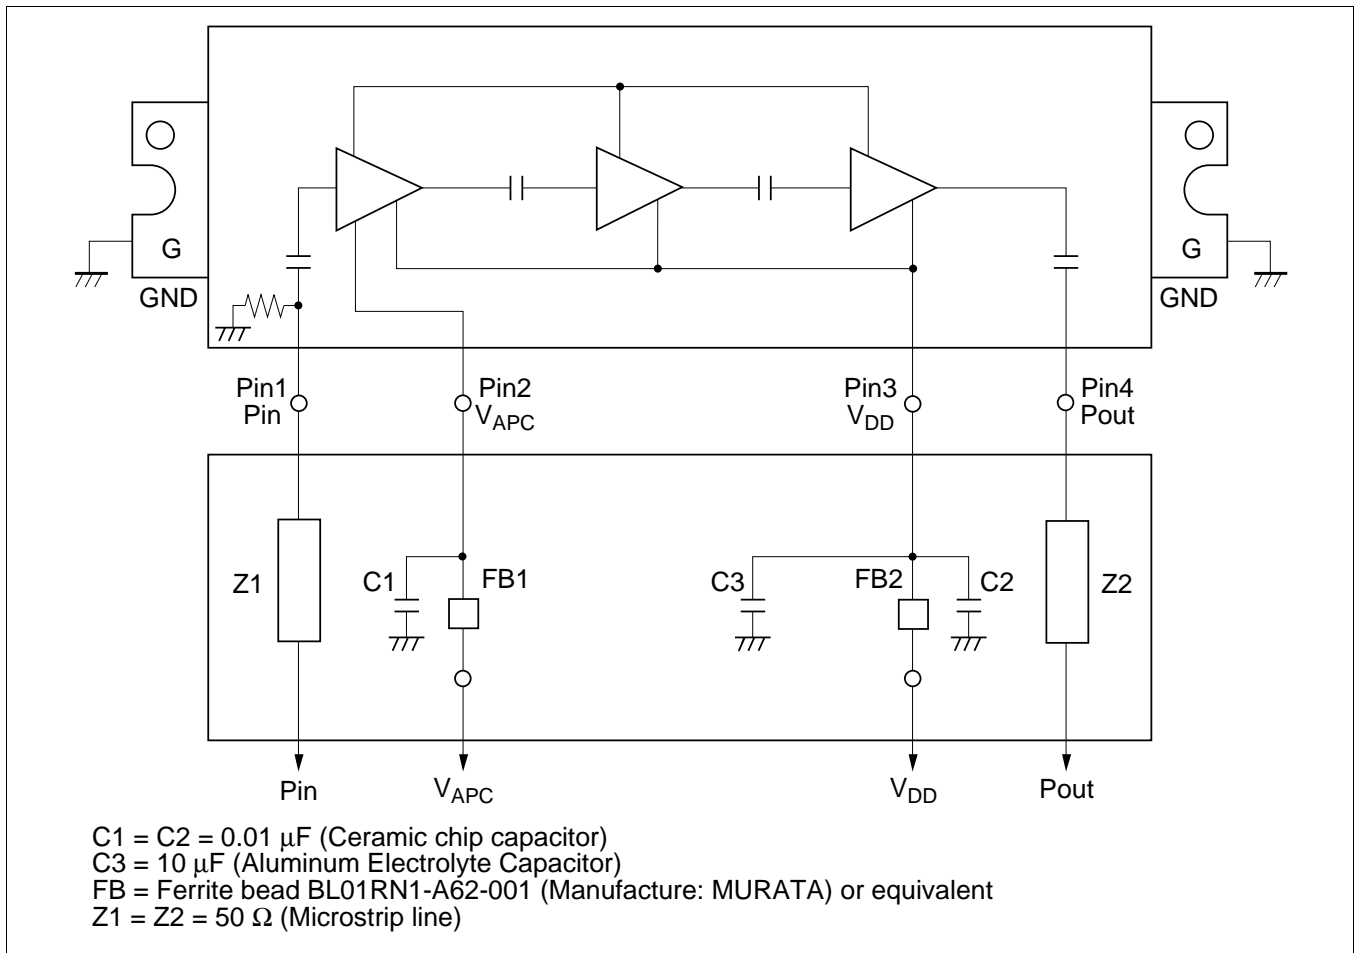 G
GND
G
GND
Pin1
Pin
Pin2
VAPC
Pin3
VDD
Pin4
Pout
Z1
C1
FB1
C3
FB2
C2
Z2
Pin
VAPC
VDD
Pout
C1 = C2 = 0.01 μF (Ceramic chip capacitor)
C3 = 10 μF (Aluminum Electrolyte Capacitor)
FB = Ferrite bead BL01RN1-A62-001 (Manufacture: MURATA) or equivalent
Z1 = Z2 = 50 Ω (Microstrip line)